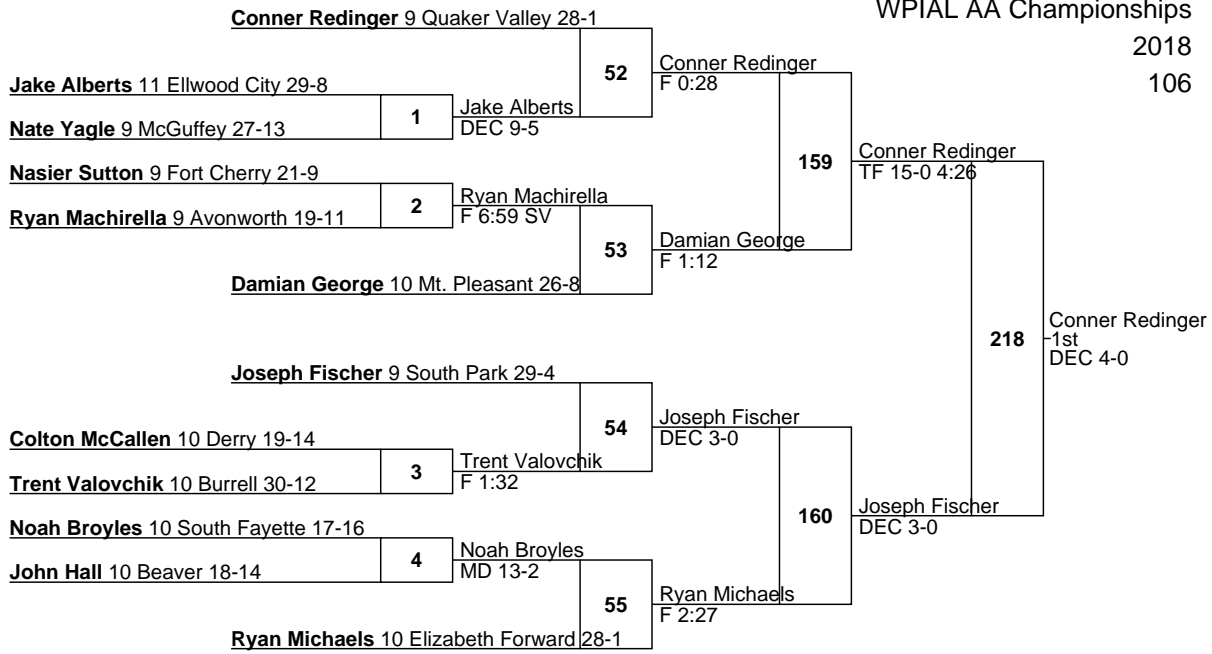 WPIAL AA Championships
2018
106
Conner Redinger 9 Quaker Valley 28-1
52
Conner Redinger
F 0:28
Jake Alberts 11 Ellwood City 29-8
1
Jake Alberts
DEC 9-5
Nate Yagle 9 McGuffey 27-13
159
Conner Redinger
TF 15-0 4:26
Nasier Sutton 9 Fort Cherry 21-9
2
Ryan Machirella
F 6:59 SV
Ryan Machirella 9 Avonworth 19-11
53
Damian George
F 1:12
Damian George 10 Mt. Pleasant 26-8
218
Conner Redinger
1st
DEC 4-0
Joseph Fischer 9 South Park 29-4
54
Joseph Fischer
DEC 3-0
Colton McCallen 10 Derry 19-14
3
Trent Valovchik
F 1:32
Trent Valovchik 10 Burrell 30-12
160
Joseph Fischer
DEC 3-0
Noah Broyles 10 South Fayette 17-16
4
Noah Broyles
MD 13-2
John Hall 10 Beaver 18-14
55
Ryan Michaels
F 2:27
Ryan Michaels 10 Elizabeth Forward 28-1